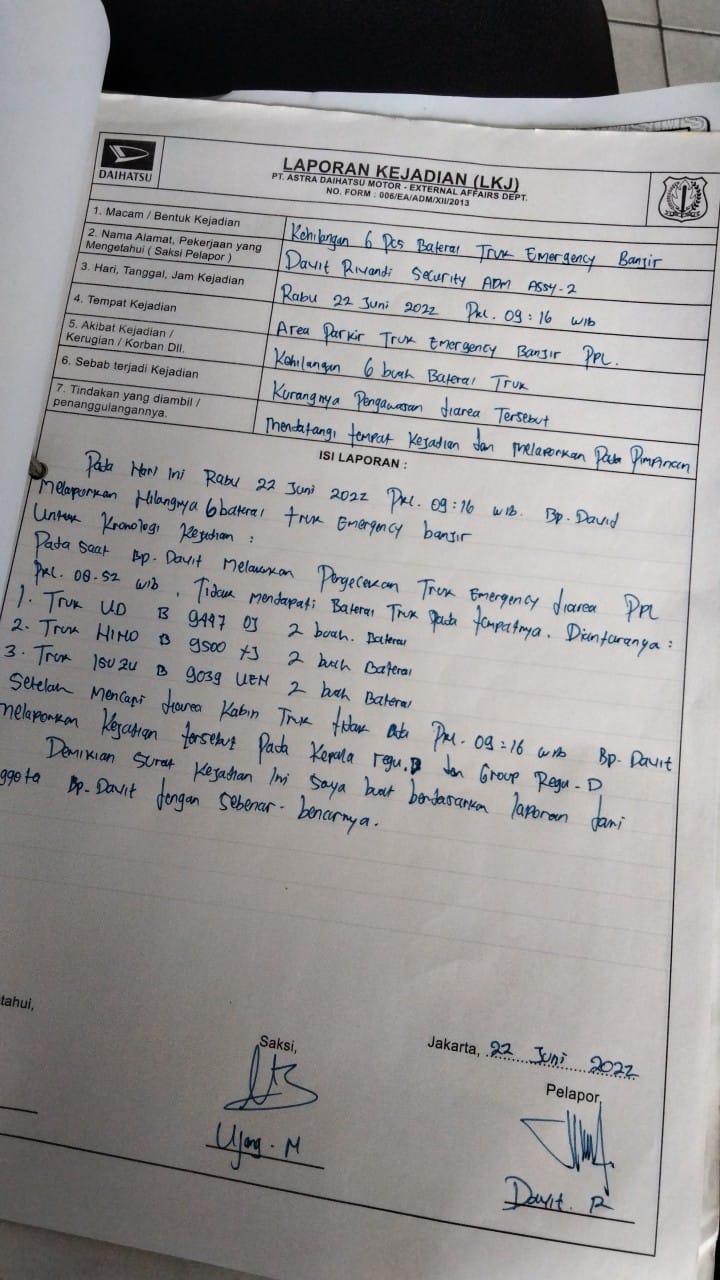 DAIHATSU
LAPORAN KEJADIAN (LKJ)
PT. ASTRA DAIHATSU MOTOR - EXTERNAL AFFAIRS DEPT.
NO. FORM : 006/EA/ADM/XII/2013
1. Macam / Bentuk Kejadian
Kehilangan 6 Pcs Baterai Truk Emergency Banjir
2. Nama Alamat, Pekerjaan yang
Mengetahui ( Saksi Pelapor )
Davit Rivandi Security ADM Assy-2
3. Hari, Tanggal, Jam Kejadian
Rabu 22 Juni 2022 Pkl. 09:16 WIB
4. Tempat Kejadian
Area Parkir Truk Emergency Banjir PPL.
5. Akibat Kejadian /
Kerugian / Korban Dll.
Kehilangan 6 buah Baterai Truk
6. Sebab terjadi Kejadian
Kurangnya Pengawasan diarea Tersebut
7. Tindakan yang diambil /
penanggulangannya.
Mendatangi tempat kejadian dan melaporkan Pada Pimpinan
ISI LAPORAN :
Pada Hari Ini Rabu 22 Juni 2022 Pkl. 09:16 WIB. Bp. David
Melaporkan Hilangnya 6 baterai truk Emergency banjir
Untuk Kronologi Kejadian :
Pada saat Bp. Davit Melakukan Pengecekan Truk Emergency diarea PPL
Pkl. 08.52 WIB, Tidak mendapati Baterai Truk Pada tempatnya. Diantaranya :
1. Truk UD B 9447 2 buah. Baterai
2. Truk HINO B 9500 2 buah Baterai
3. Truk ISUZU B 9039 UEN 2 buah Baterai
Setelah Mencari diarea Kabin Truk tidak ada Pkl. 09:16 WIB Bp. Davit
melaporkan Kejadian tersebut Pada Kepala regu.D dan Group Regu-D
Demikian Surat Kejadian Ini saya buat berdasarkan laporan dari
ggota Bp. Davit dengan sebenar-benarnya.
tahui,
Saksi,
Jakarta, 22 Juni 2022
Pelapor,
Ujang. M
Davit. R